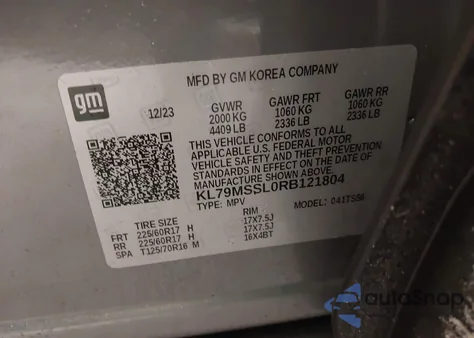 MFD BY GM KOREA COMPANY
gm
12/23
GVWR GAWR FRT GAWR RR
2000 KG 1060 KG 1060 KG
4409 LB 2336 LB 2336 LB
THIS VEHICLE CONFORMS TO ALL
APPLICABLE U.S. FEDERAL MOTOR
VEHICLE SAFETY AND THEFT PREVENTION
STANDARDS IN EFFECT ON THE DATE OF
MANUFACTURE SHOWN ABOVE.
KL79MSSL0RB121804
TYPE: MPV MODEL: 041TS56
TIRE SIZE RIM
FRT 225/60R17 H 17X7.5J
RR 225/60R17 H 17X7.5J
SPA T125/70R16 M 16X4BT
autoSnap